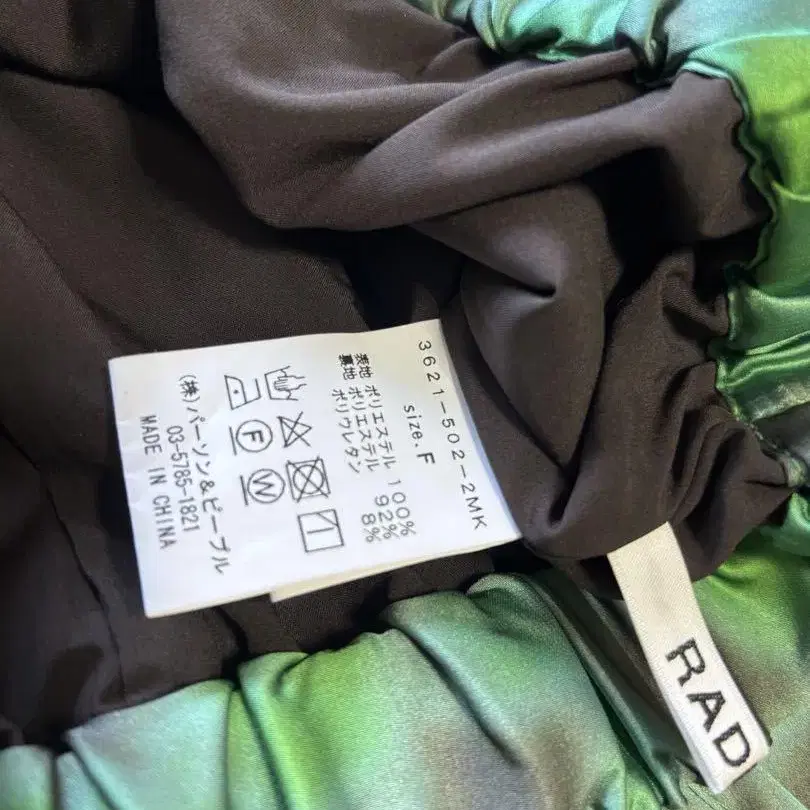 3621-502-2MK
size.F
表地 ポリエステル 100%
裏地 ポリエステル 92%
ポリウレタン 8%
F
W
(株)パーソン&ピープル
03-5785-1821
MADE IN CHINA
RAD